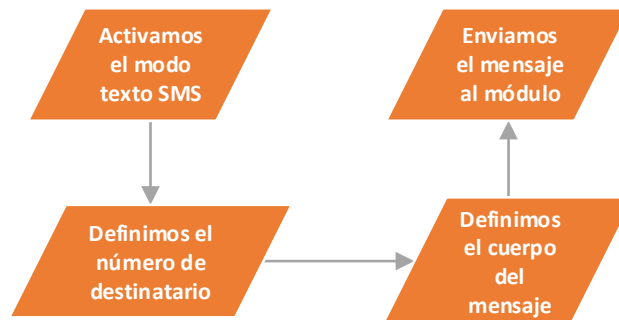 Activamos
el modo
texto SMS
Definimos el
número de
destinatario
Definimos
el cuerpo
del
mensaje
Enviamos
el mensaje
al módulo